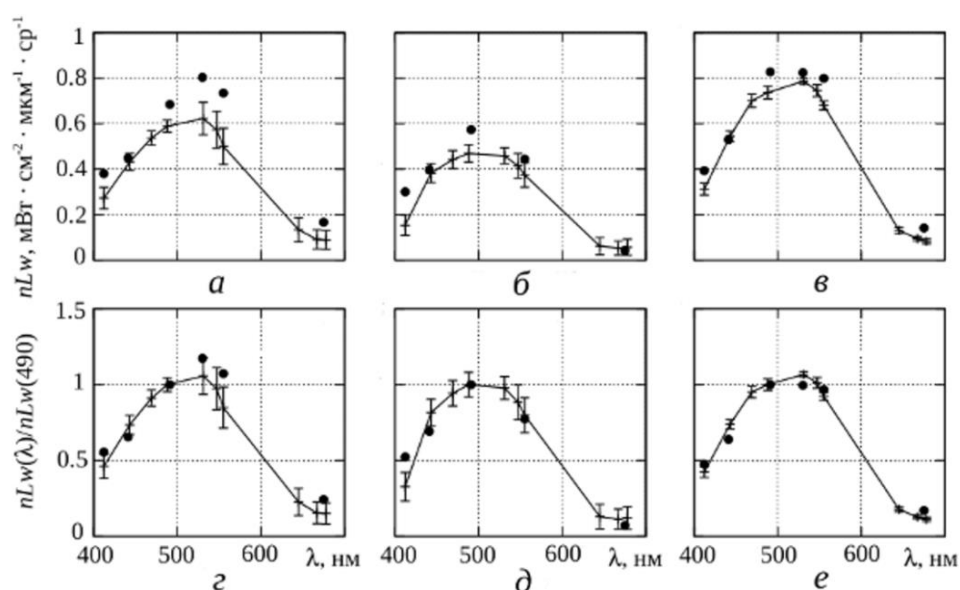 nLw, мВт · см⁻² · мкм⁻¹ · ср⁻¹
1
0.8
0.6
0.4
0.2
0
а
б
в
nLw(λ)/nLw(490)
1.5
1
0.5
0
400 500 600 λ, нм
400 500 600 λ, нм
400 500 600 λ, нм
г
д
е